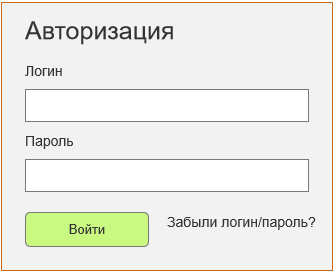 Авторизация
Логин
Пароль
Войти
Забыли логин/пароль?